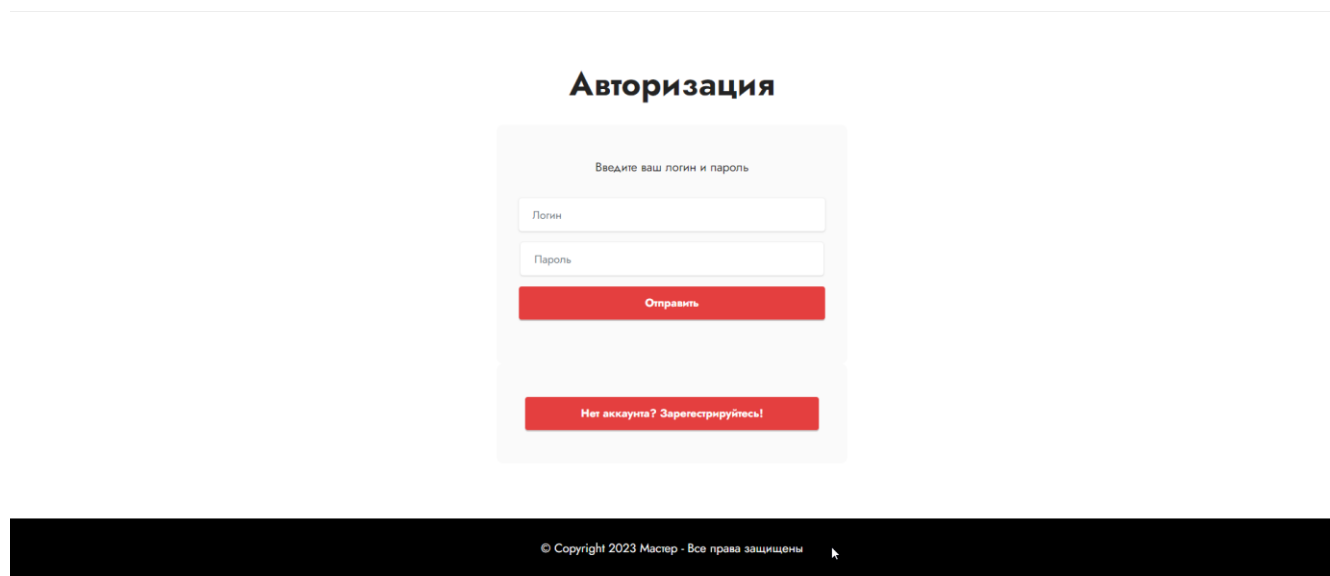 Авторизация
Введите ваш логин и пароль
Логин
Пароль
Отправить
Нет аккаунта? Зарегестрируйтесь!
© Copyright 2023 Мастер - Все права защищены